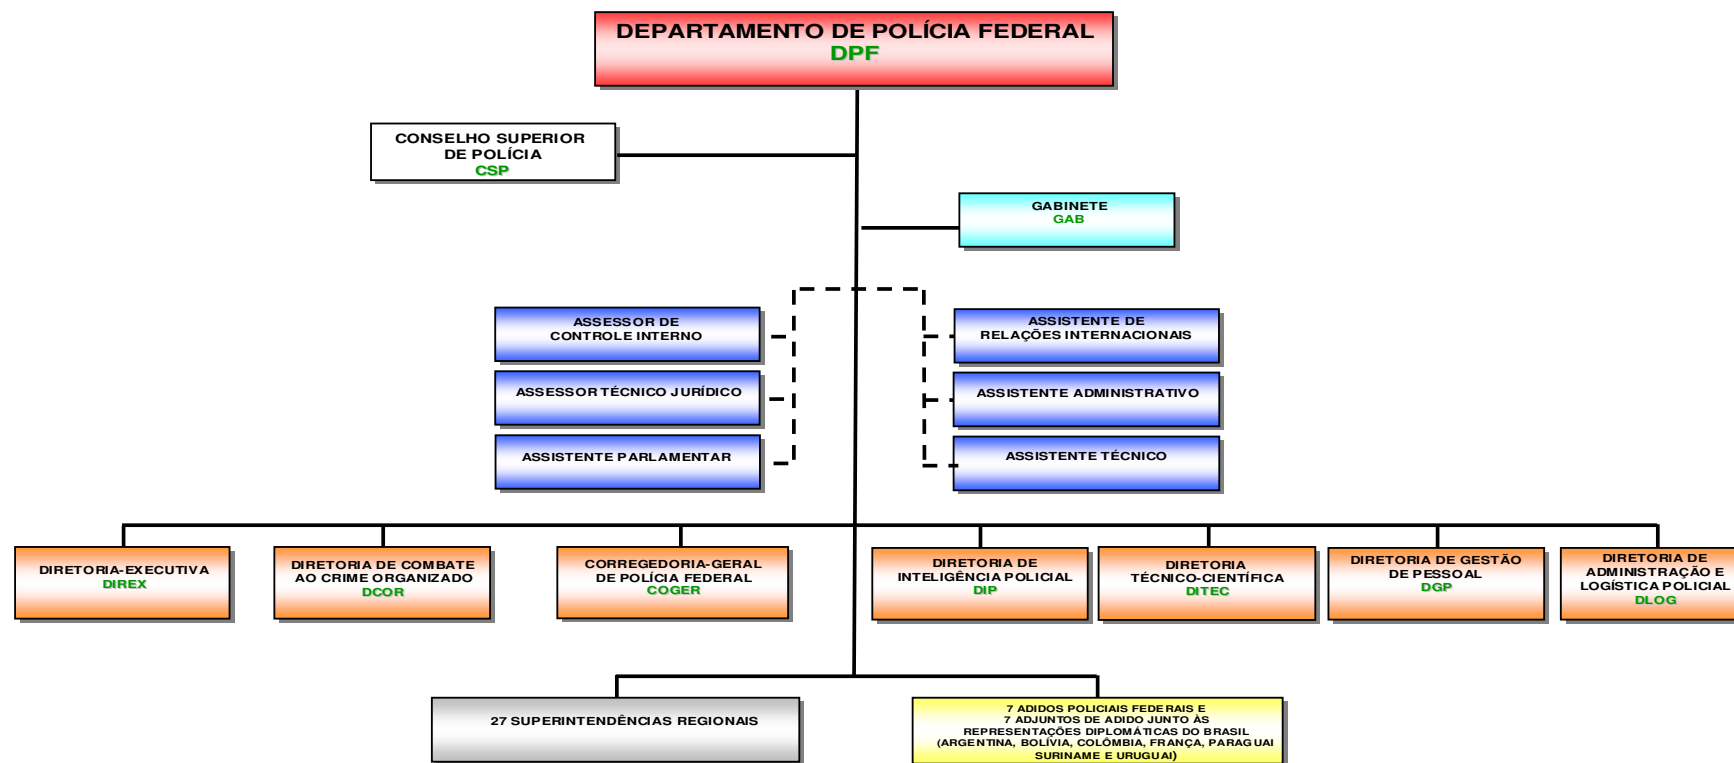 DEPARTAMENTO DE POLÍCIA FEDERAL
DPF
CONSELHO SUPERIOR
DE POLÍCIA
CSP
GABINETE
GAB
ASSESSOR DE
CONTROLE INTERNO
ASSISTENTE DE
RELAÇÕES INTERNACIONAIS
ASSESSOR TÉCNICO JURÍDICO
ASSISTENTE ADMINISTRATIVO
ASSISTENTE PARLAMENTAR
ASSISTENTE TÉCNICO
DIRETORIA-EXECUTIVA
DIREX
DIRETORIA DE COMBATE
AO CRIME ORGANIZADO
DCOR
CORREGEDORIA-GERAL
DE POLÍCIA FEDERAL
COGER
DIRETORIA DE
INTELIGÊNCIA POLICIAL
DIP
DIRETORIA
TÉCNICO-CIENTÍFICA
DITEC
DIRETORIA DE GESTÃO
DE PESSOAL
DGP
DIRETORIA DE
ADMINISTRAÇÃO E
LOGÍSTICA POLICIAL
DLOG
27 SUPERINTENDÊNCIAS REGIONAIS
7 ADIDOS POLICIAIS FEDERAIS E
7 ADJUNTOS DE ADIDO JUNTO ÀS
REPRESENTAÇÕES DIPLOMÁTICAS DO BRASIL
(ARGENTINA, BOLÍVIA, COLÔMBIA, FRANÇA, PARAGUAI
SURINAME E URUGUAI)